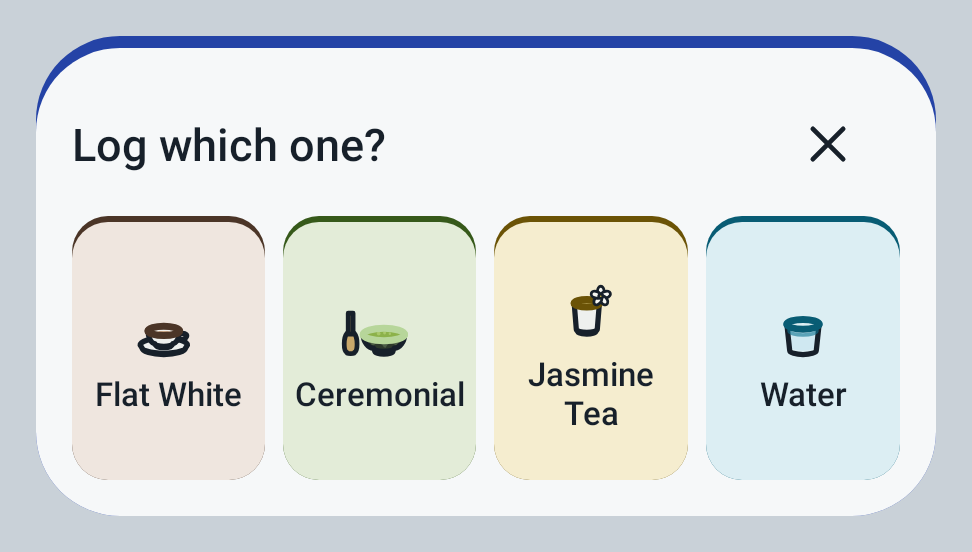 Log which one?
Flat White
Ceremonial
Jasmine
Tea
Water